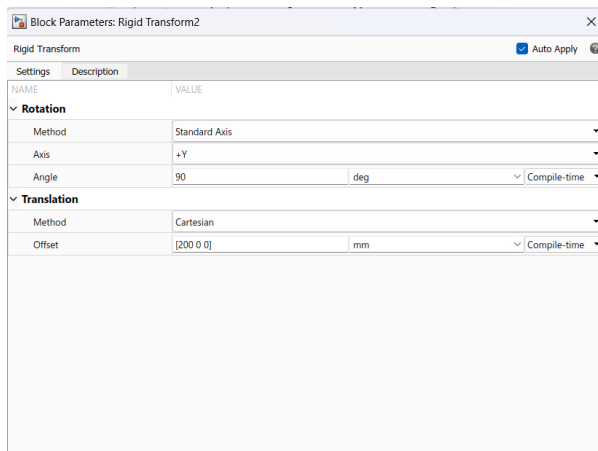 Block Parameters: Rigid Transform2
Rigid Transform Auto Apply
Settings Description
NAME VALUE
Rotation
Method Standard Axis
Axis +Y
Angle 90 deg Compile-time
Translation
Method Cartesian
Offset [200 0 0] mm Compile-time